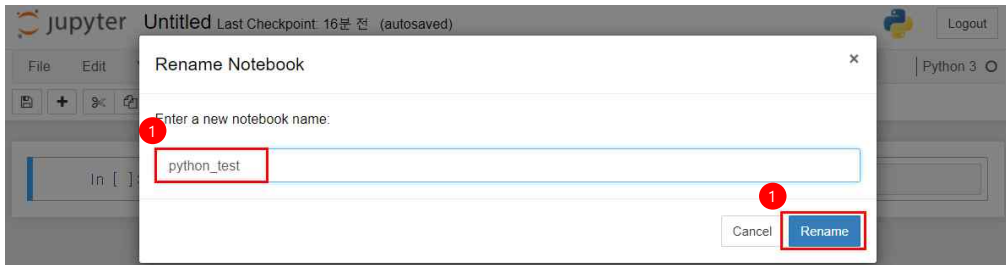 jupyter Untitled Last Checkpoint: 16분 전 (autosaved)
Logout
File Edit
Python 3
Rename Notebook
×
Enter a new notebook name:
1
python_test
In [ ]:
1
Cancel Rename